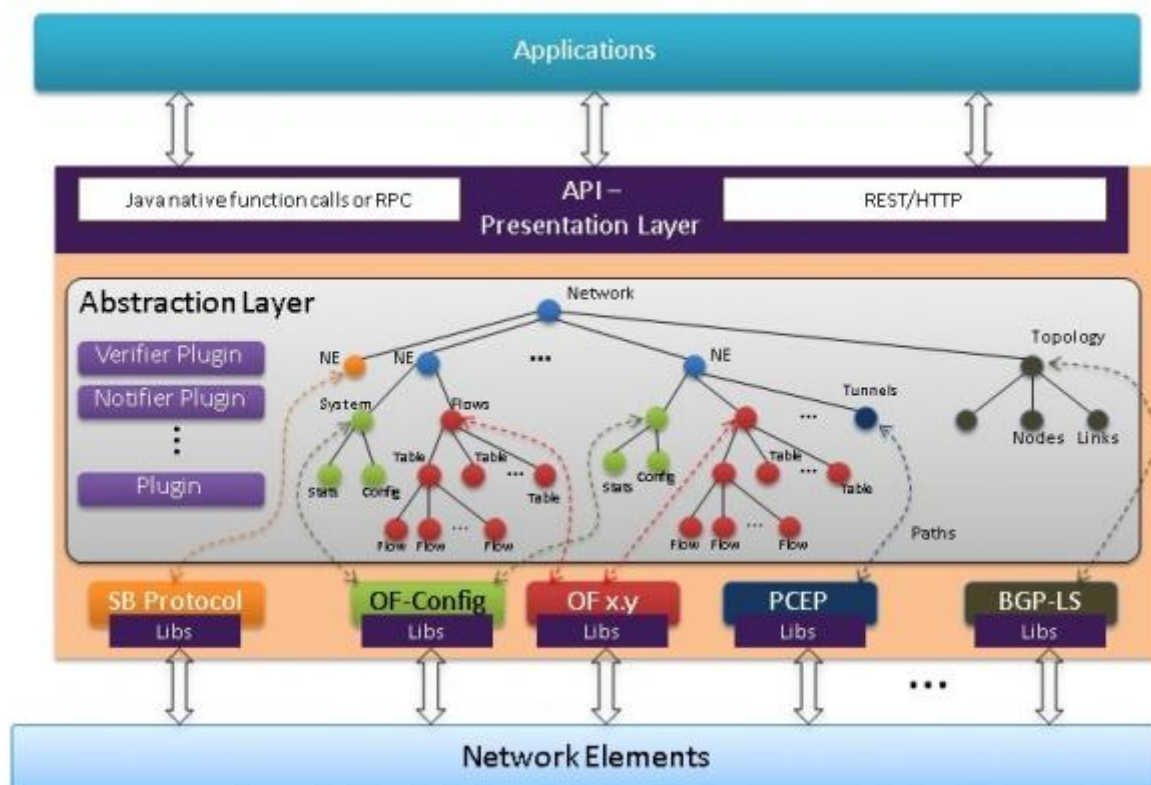 Applications
Java native function calls or RPC
API –
Presentation Layer
REST/HTTP
Abstraction Layer
Network
Verifier Plugin
NE
NE
...
NE
Topology
Notifier Plugin
System
Flows
Tunnels
...
Nodes
Links
Plugin
Stats
Config
Table
Table
...
Table
Stats
Config
Table
...
Table
Flow
Flow
...
Flow
Flow
Flow
...
Flow
Paths
SB Protocol
OF-Config
OF x.y
PCEP
BGP-LS
Libs
Libs
Libs
Libs
Libs
...
Network Elements